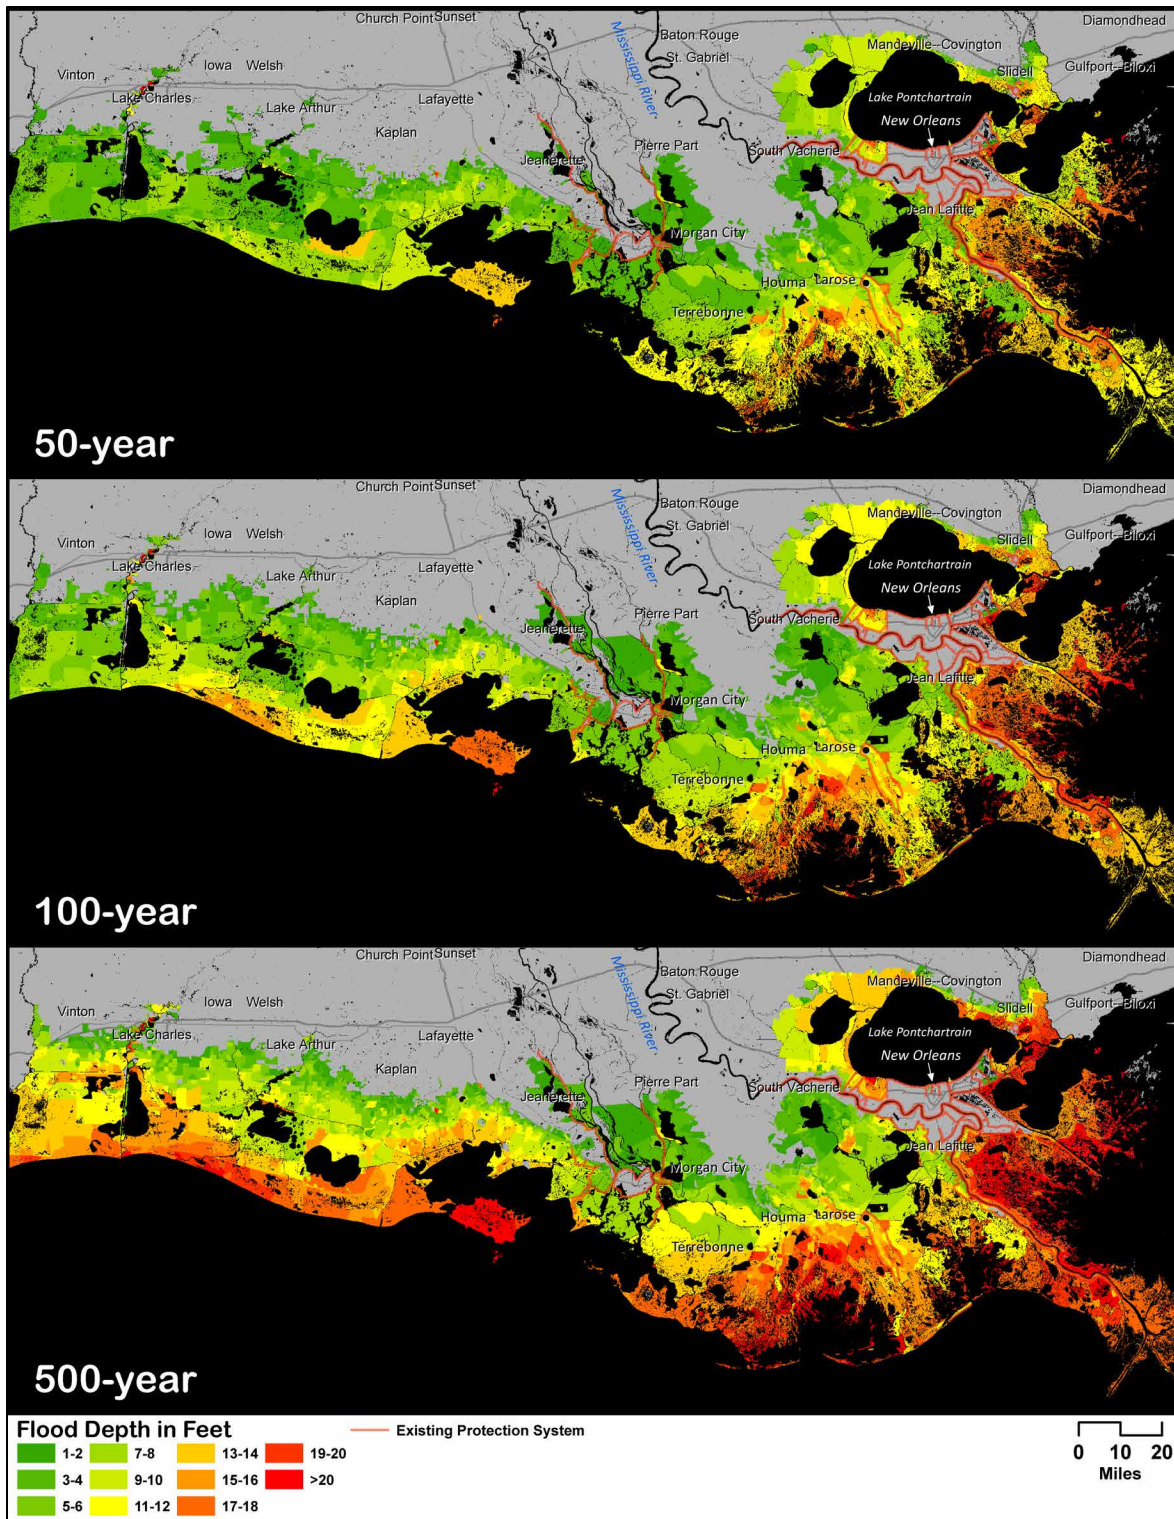 Church Point Sunset
Diamondhead
Baton Rouge
Mandeville--Covington
St. Gabriel
Gulfport--Biloxi
Iowa Welsh
Vinton
Slidell
Mississippi River
Lake Charles
Lake Arthur
Lafayette
Lake Pontchartrain
New Orleans
Kaplan
Pierre Part
South Vacherie
Jeanerette
Jean Lafitte
Morgan City
Houma Larose
Terrebonne
50-year
Church Point Sunset
Diamondhead
Baton Rouge
Mandeville--Covington
St. Gabriel
Gulfport--Biloxi
Iowa Welsh
Vinton
Slidell
Mississippi River
Lake Charles
Lake Arthur
Lafayette
Lake Pontchartrain
New Orleans
Kaplan
Pierre Part
South Vacherie
Jeanerette
Jean Lafitte
Morgan City
Houma Larose
Terrebonne
100-year
Church Point Sunset
Diamondhead
Baton Rouge
Mandeville--Covington
St. Gabriel
Gulfport--Biloxi
Iowa Welsh
Vinton
Slidell
Mississippi River
Lake Charles
Lake Arthur
Lafayette
Lake Pontchartrain
New Orleans
Kaplan
Pierre Part
South Vacherie
Jeanerette
Jean Lafitte
Morgan City
Houma Larose
Terrebonne
500-year
Flood Depth in Feet
Existing Protection System
1-2 7-8 13-14 19-20
3-4 9-10 15-16 >20
5-6 11-12 17-18
0 10 20
Miles